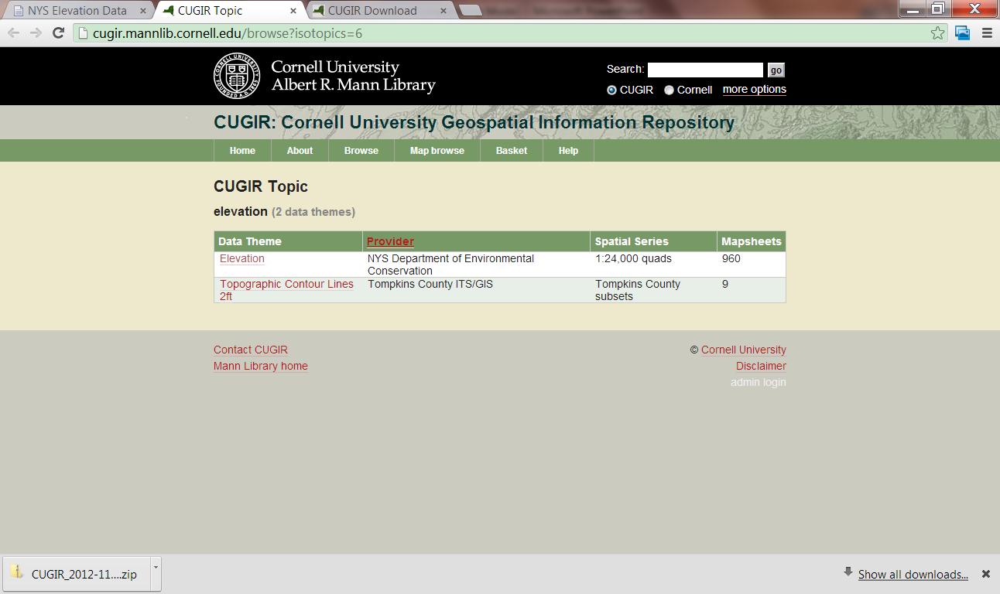 NYS Elevation Data
CUGIR Topic
CUGIR Download
cugir.mannlib.cornell.edu/browse?isotopics=6
Cornell University
Albert R. Mann Library
Search:
go
CUGIR Cornell more options
CUGIR: Cornell University Geospatial Information Repository
Home About Browse Map browse Basket Help
CUGIR Topic
elevation (2 data themes)
Data Theme Provider Spatial Series Mapsheets
Elevation NYS Department of Environmental 1:24,000 quads 960
Conservation
Topographic Contour Lines Tompkins County ITS/GIS Tompkins County 9
2ft subsets
Contact CUGIR © Cornell University
Mann Library home Disclaimer
admin login
CUGIR_2012-11....zip Show all downloads...